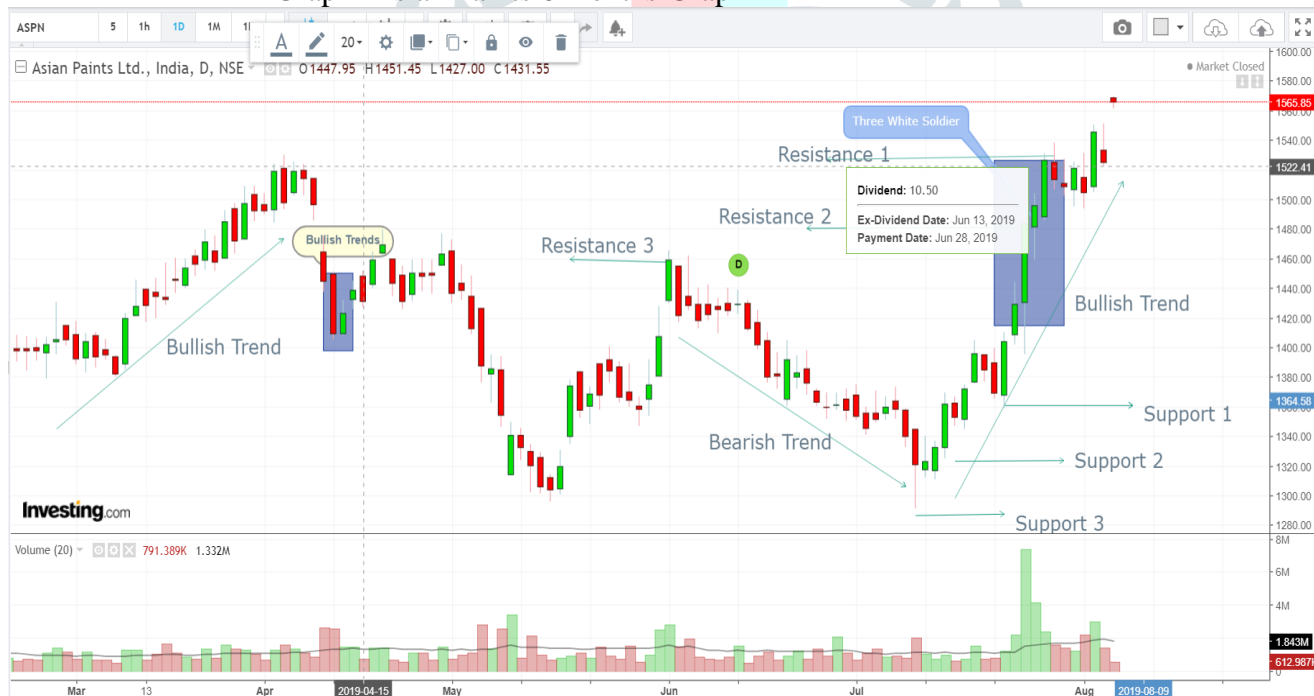 ASPN 5 1h 1D 1M
A 20
Asian Paints Ltd., India, D, NSE O1447.95 H1451.45 L1427.00 C1431.55
Market Closed
1600.00
1580.00
1565.85
1560.00
1540.00
1522.41
1500.00
1480.00
1460.00
1440.00
1420.00
1400.00
1380.00
1364.58
1360.00
1340.00
1320.00
1300.00
1280.00
Three White Soldier
Resistance 1
Dividend: 10.50
Ex-Dividend Date: Jun 13, 2019
Payment Date: Jun 28, 2019
Resistance 2
Bullish Trends
Resistance 3
D
Bullish Trend
Bullish Trend
Support 1
Bearish Trend
Support 2
Support 3
Investing.com
Volume (20) 791.389K 1.332M
8M
6M
4M
1.843M
612.987K
0
Mar 13 Apr 2019-04-15 May Jun Jul Aug 2019-08-09